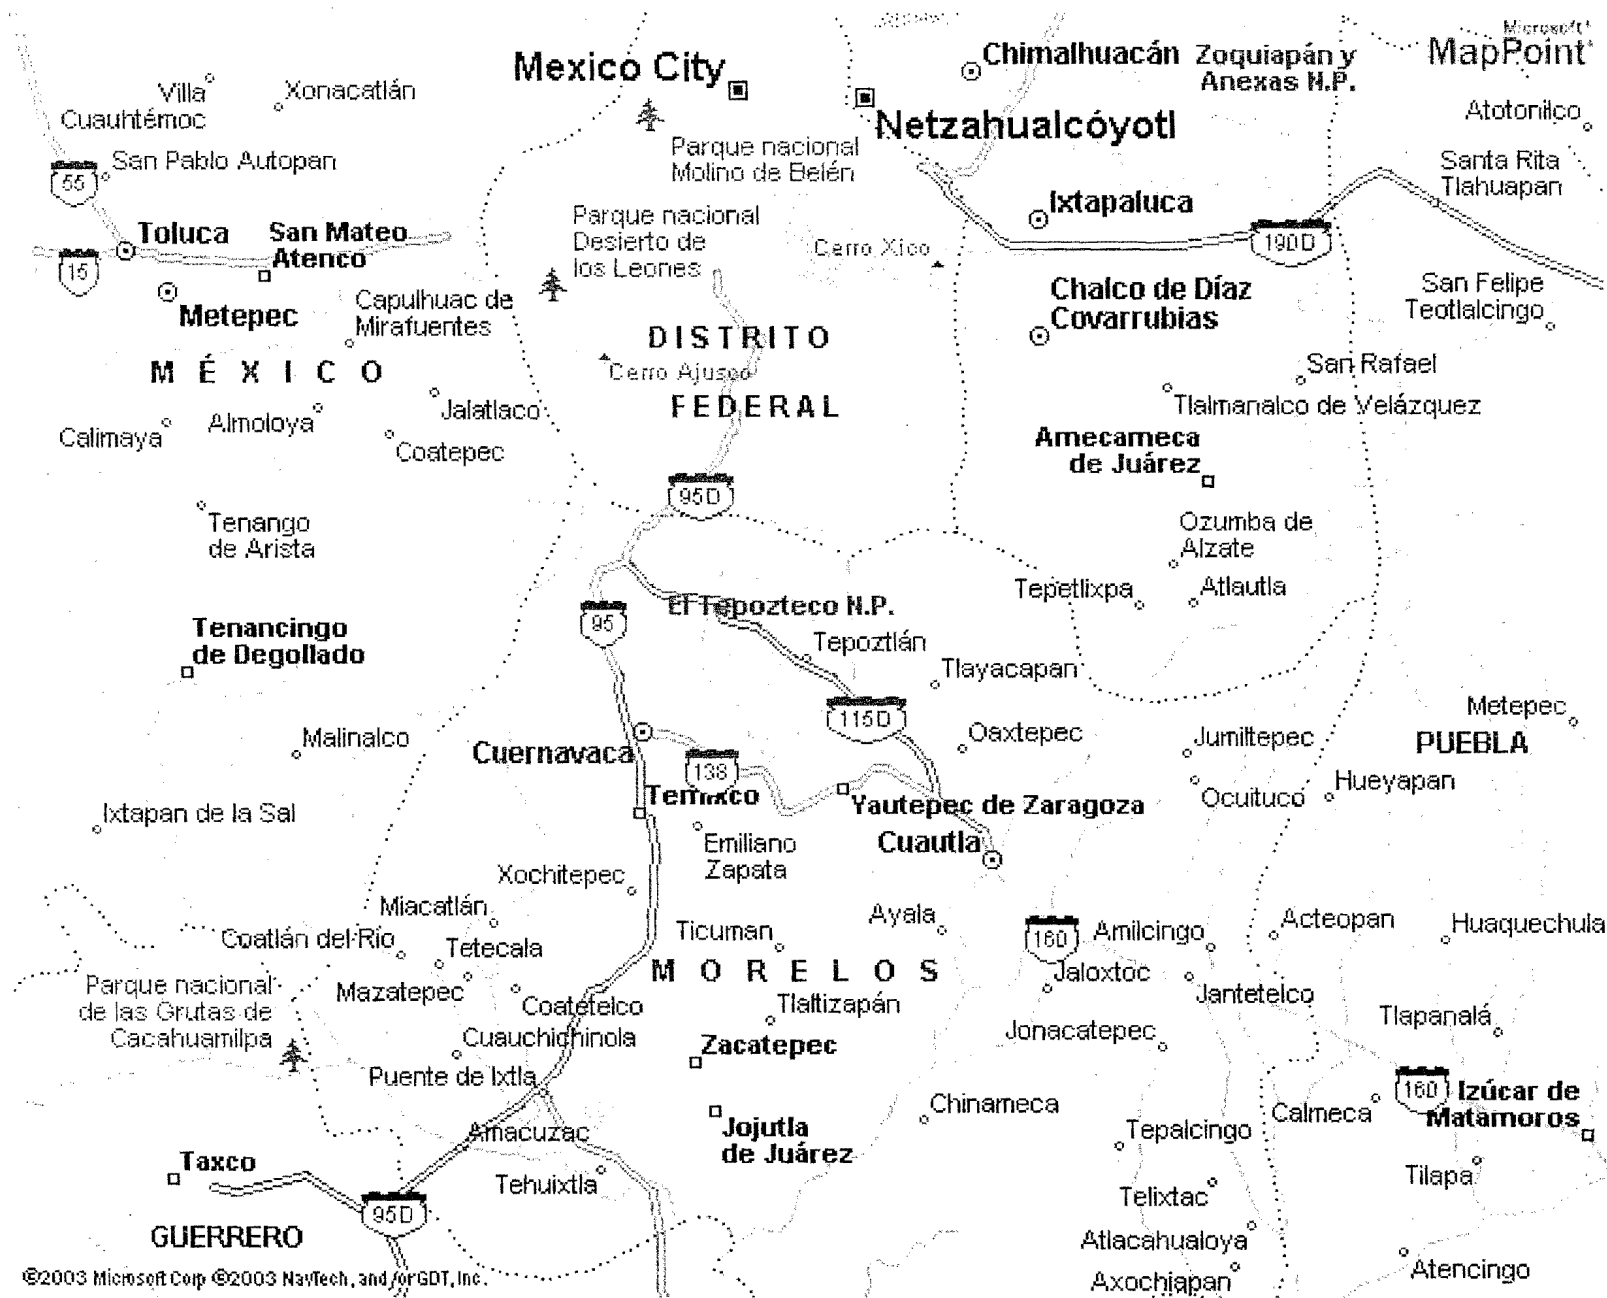 Microsoft®
MapPoint®
Mexico City
Chimalhuacán
Zoquiapán y
Anexas N.P.
Villa
Cuauhtémoc
Xonacatlán
Atotonilco
Netzahualcóyotl
Parque nacional
Molino de Belén
San Pablo Autopan
Santa Rita
Tlahuapan
55
Ixtapaluca
Parque nacional
Desierto de
los Leones
Toluca
San Mateo
Atenco
Cerro Xico
190D
15
San Felipe
Teotlalcingo
Chalco de Díaz
Covarrubias
Metepec
Capulhuac de
Mirafuentes
DISTRITO
FEDERAL
MÉXICO
Cerro Ajusco
San Rafael
Tlalmanalco de Velázquez
Jalatlaco
Almoloya
Calimaya
Coatepec
Amecameca
de Juárez
95D
Tenango
de Arista
Ozumba de
Alzate
Tepetlixpa
Atlautla
El Tepozteco N.P.
95
Tenancingo
de Degollado
Tepoztlán
Tlayacapan
115D
Metepec
Malinalco
Cuernavaca
Oaxtepec
Jumiltepec
PUEBLA
138
Temixco
Hueyapan
Ocuituco
Yautepec de Zaragoza
Ixtapan de la Sal
Cuautla
Emiliano
Zapata
Xochitepec
Miacatlán
Ayala
Acteopan
Huaquechula
Coatlán del Río
Tetecala
Ticuman
160
Amilcingo
MORELOS
Jaloxtoc
Parque nacional
de las Grutas de
Cacahuamilpa
Mazatepec
Coatetelco
Tlaltizapán
Jantetelco
Tlapanalá
Cuauchichinola
Zacatepec
Jonacatepec
Puente de Ixtla
160
Izúcar de
Matamoros
Chinameca
Calmeca
Amacuzac
Jojutla
de Juárez
Tepalcingo
Taxco
Tehuixtla
Tilapa
Telixtac
95D
GUERRERO
Atlacahualoya
Axochiapan
Atencingo
©2003 Microsoft Corp ©2003 NavTech, and/or GDT, Inc.